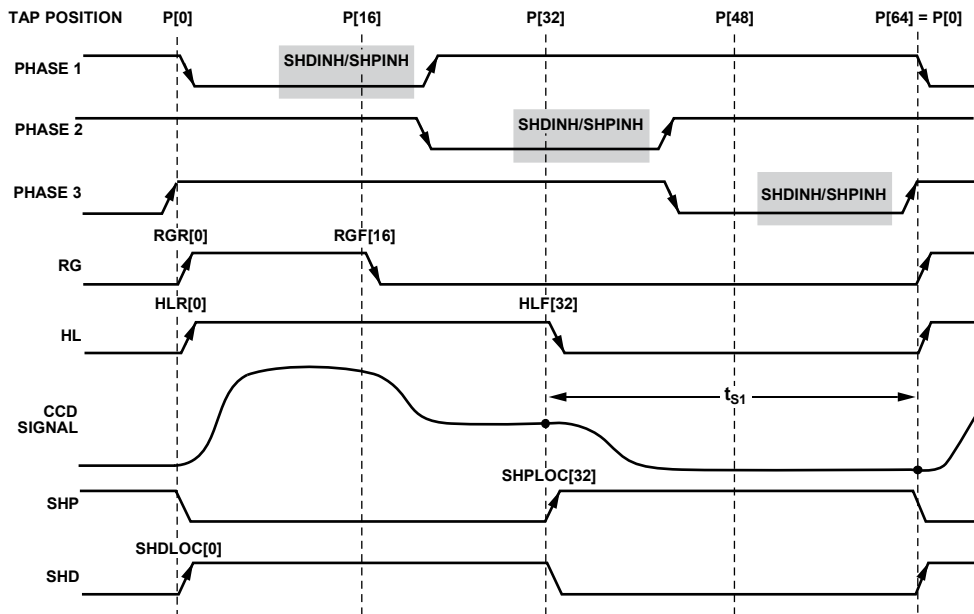 TAP POSITION P[0] P[16] P[32] P[48] P[64] = P[0]
PHASE 1
SHDINH/SHPINH
PHASE 2
SHDINH/SHPINH
PHASE 3
SHDINH/SHPINH
RGR[0] RGF[16]
RG
HLR[0] HLF[32]
HL
tS1
CCD
SIGNAL
SHPLOC[32]
SHP
SHDLOC[0]
SHD